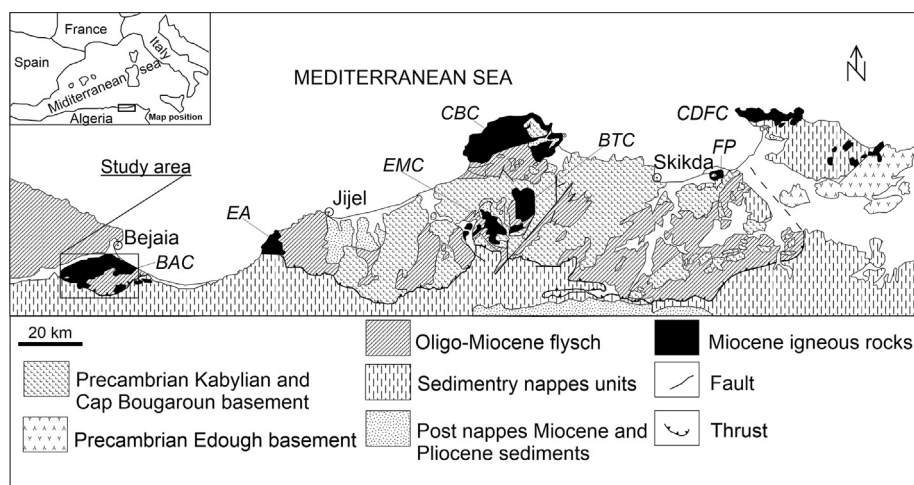 France
Spain
Italy
Miditerranean sea
Algeria
Map position
MEDITERRANEAN SEA
N
CBC
CDFC
Study area
EMC
BTC
FP
Skikda
Jijel
EA
Bejaia
BAC
20 km
Oligo-Miocene flysch
Miocene igneous rocks
Precambrian Kabylian and
Cap Bougaroun basement
Sedimentry nappes units
Fault
Precambrian Edough basement
Post nappes Miocene and
Pliocene sediments
Thrust